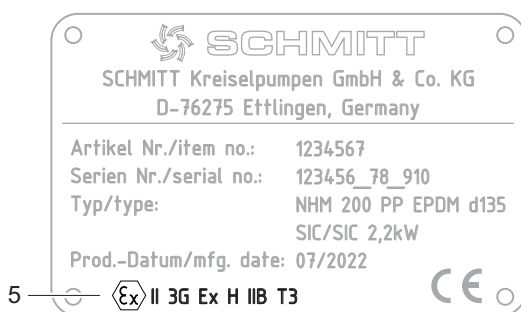 SCHMITT
SCHMITT Kreiselpumpen GmbH & Co. KG
D-76275 Ettlingen, Germany
Artikel Nr./item no.: 1234567
Serien Nr./serial no.: 123456_78_910
Typ/type: NHM 200 PP EPDM d135
SIC/SIC 2,2kW
Prod.-Datum/mfg. date: 07/2022
5 Ex II 3G Ex H IIB T3 CE